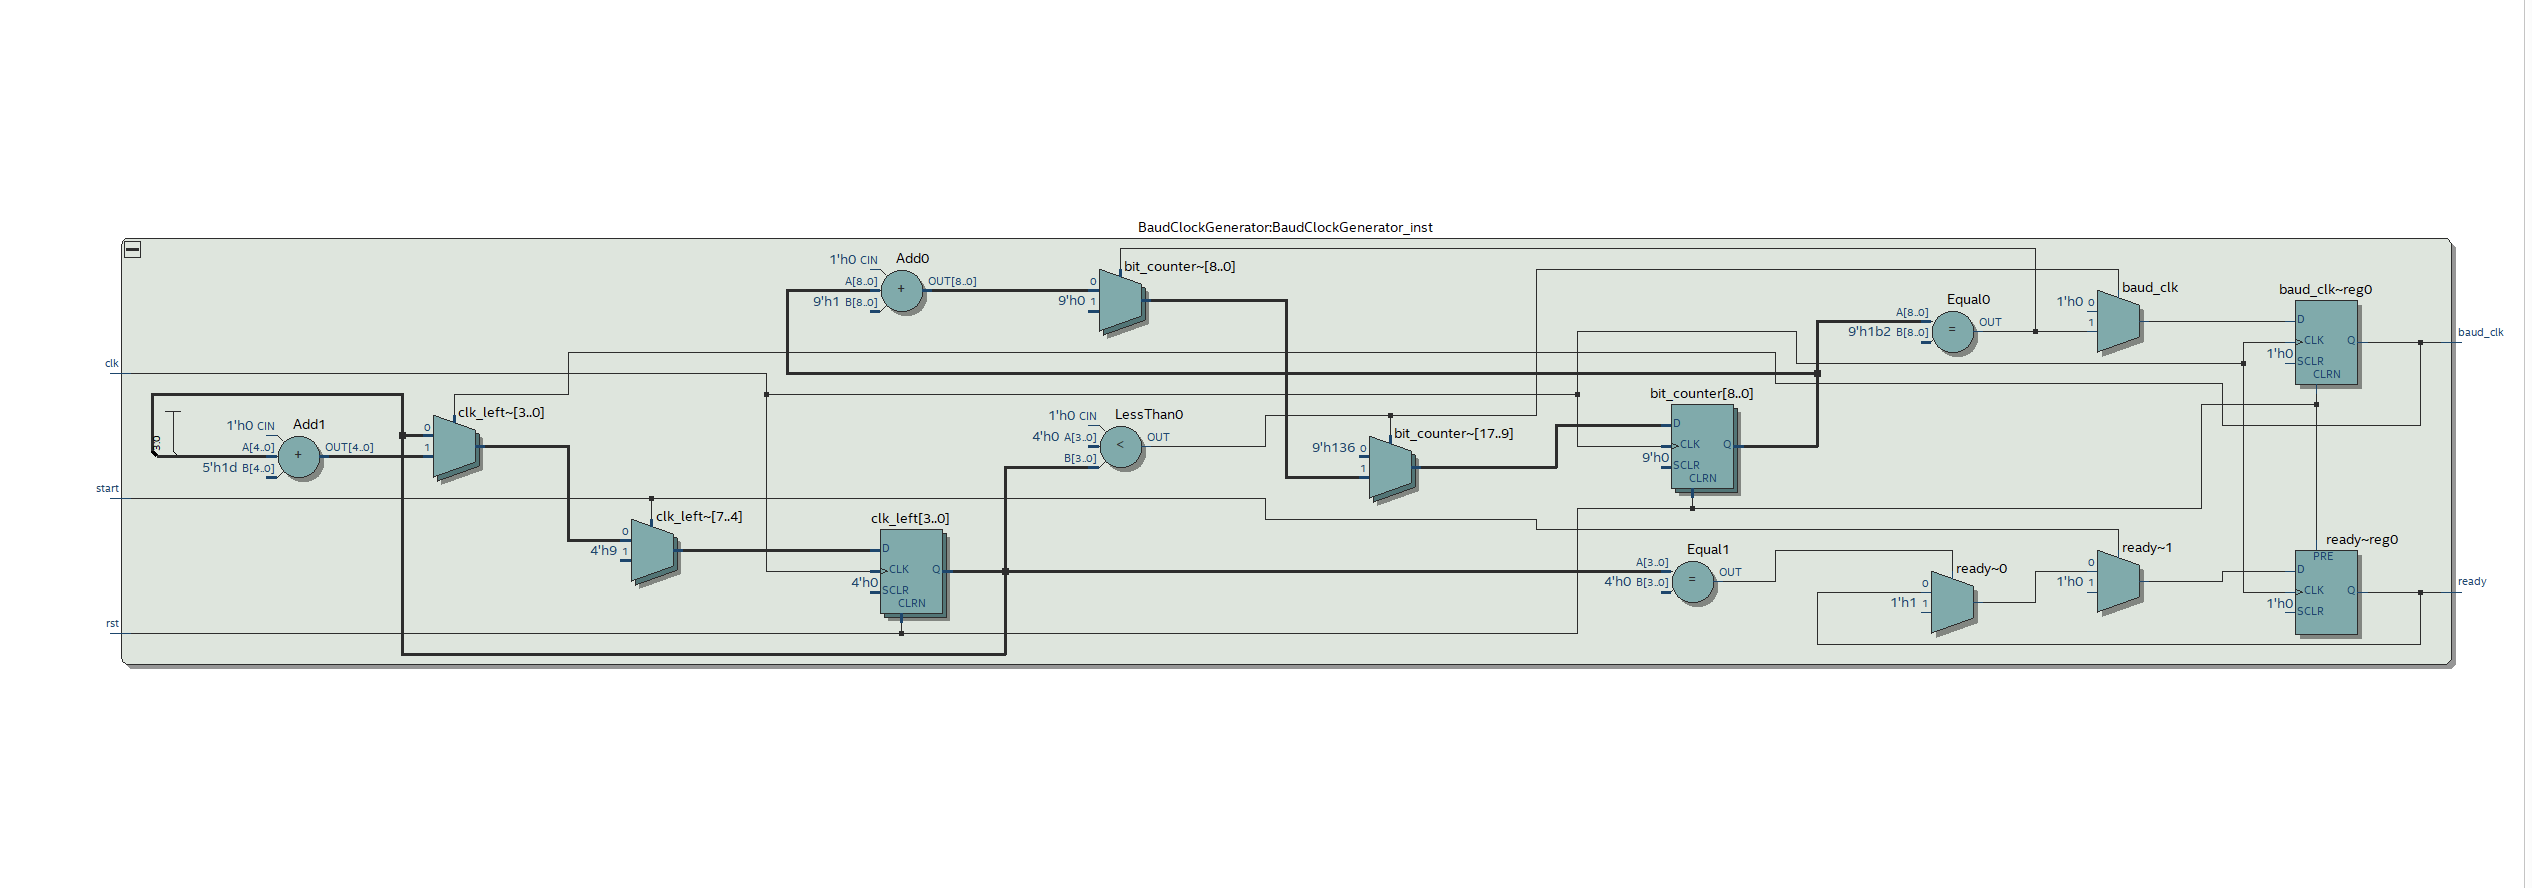 BaudClockGenerator:BaudClockGenerator_inst
clk
start
rst
3:0
1'h0 CIN
Add1
A[4..0]
OUT[4..0]
5'h1d B[4..0]
+
clk_left~[3..0]
0
1
clk_left~[7..4]
0
4'h9 1
1'h0 CIN
Add0
A[8..0]
OUT[8..0]
9'h1 B[8..0]
+
clk_left[3..0]
D
CLK
Q
4'h0
SCLR
CLRN
bit_counter~[8..0]
0
9'h0 1
1'h0 CIN
LessThan0
4'h0 A[3..0]
OUT
B[3..0]
<
bit_counter~[17..9]
9'h136 0
1
bit_counter[8..0]
D
CLK
Q
9'h0
SCLR
CLRN
Equal1
A[3..0]
OUT
4'h0 B[3..0]
=
Equal0
A[8..0]
OUT
9'h1b2 B[8..0]
=
ready~0
0
1'h1 1
baud_clk
1'h0 0
1
ready~1
0
1'h0 1
baud_clk~reg0
D
CLK
Q
1'h0
SCLR
CLRN
ready~reg0
PRE
D
CLK
Q
1'h0
SCLR
baud_clk
ready